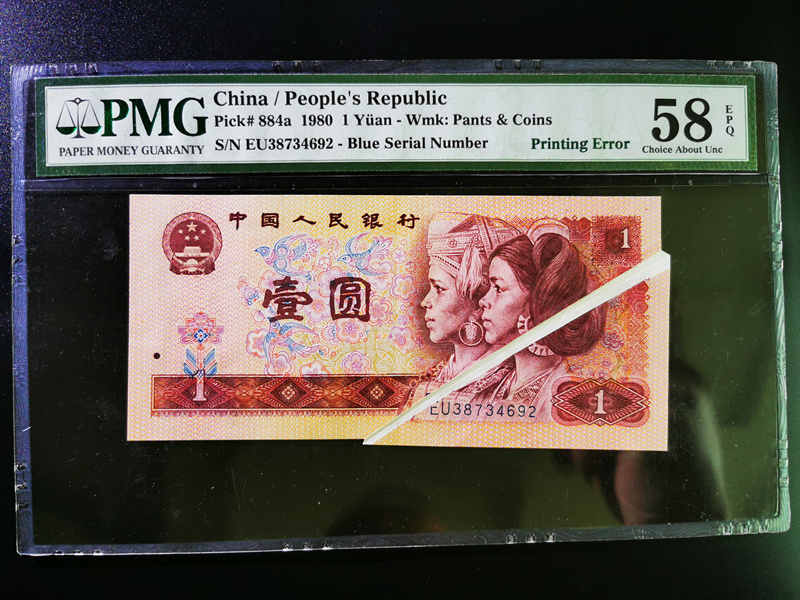 PMG
PAPER MONEY GUARANTY
China / People's Republic
Pick# 884a 1980 1 Yüan - Wmk: Pants & Coins
S/N EU38734692 - Blue Serial Number
Printing Error
58
EPQ
Choice About Unc
中国人民银行
1
壹圆
1
EU38734692
1